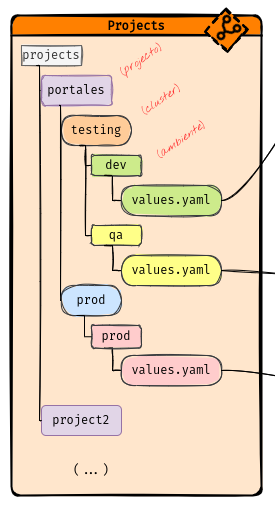 Projects
projects
(projecto)
portales
(cluster)
testing
(ambiente)
dev
values.yaml
qa
values.yaml
prod
prod
values.yaml
project2
(...)